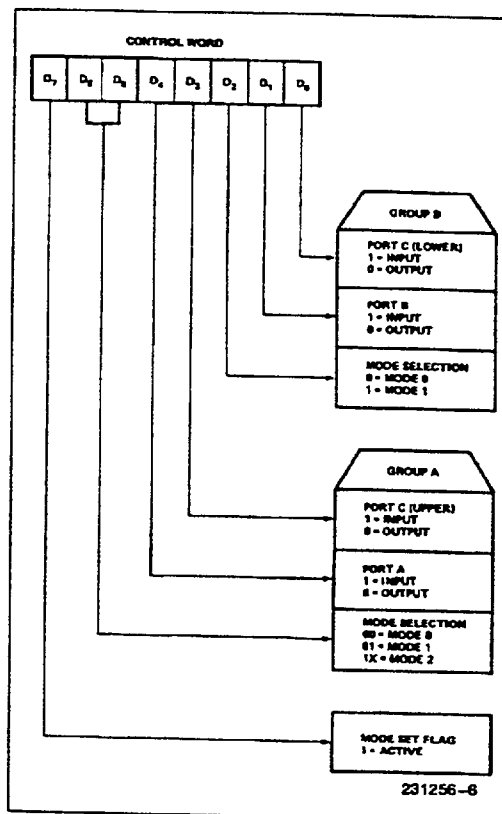 CONTROL WORD
D7 D6 D5 D4 D3 D2 D1 D0
GROUP B
PORT C (LOWER)
1 = INPUT
0 = OUTPUT
PORT B
1 = INPUT
0 = OUTPUT
MODE SELECTION
0 = MODE 0
1 = MODE 1
GROUP A
PORT C (UPPER)
1 = INPUT
0 = OUTPUT
PORT A
1 = INPUT
0 = OUTPUT
MODE SELECTION
00 = MODE 0
01 = MODE 1
1X = MODE 2
MODE SET FLAG
1 = ACTIVE
231256-6